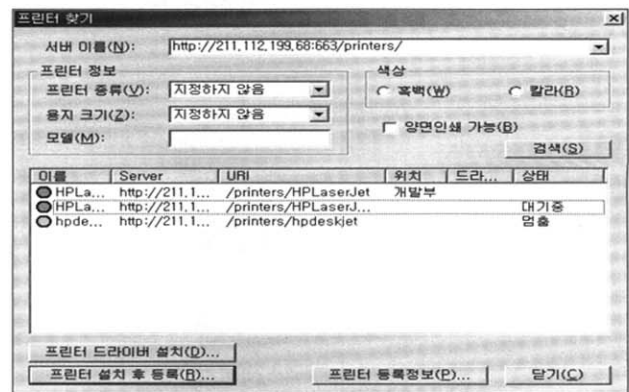 프린터 찾기
서버 이름(N): http://211.112.199.68:663/printers/
프린터 정보
색상
프린터 종류(V): 지정하지 않음
흑백(W) 칼라(R)
용지 크기(Z): 지정하지 않음
양면인쇄 가능(B)
모델(M):
검색(S)
이름 Server URI 위치 드라... 상태
HPLa... http://211.1... /printers/HPLaserJet 개발부
HPLa... http://211.1... /printers/HPLaserJ... 대기중
hpde... http://211.1... /printers/hpdeskjet 멈춤
프린터 드라이버 설치(D)...
프린터 설치 후 등록(R)... 프린터 등록정보(P)... 닫기(C)